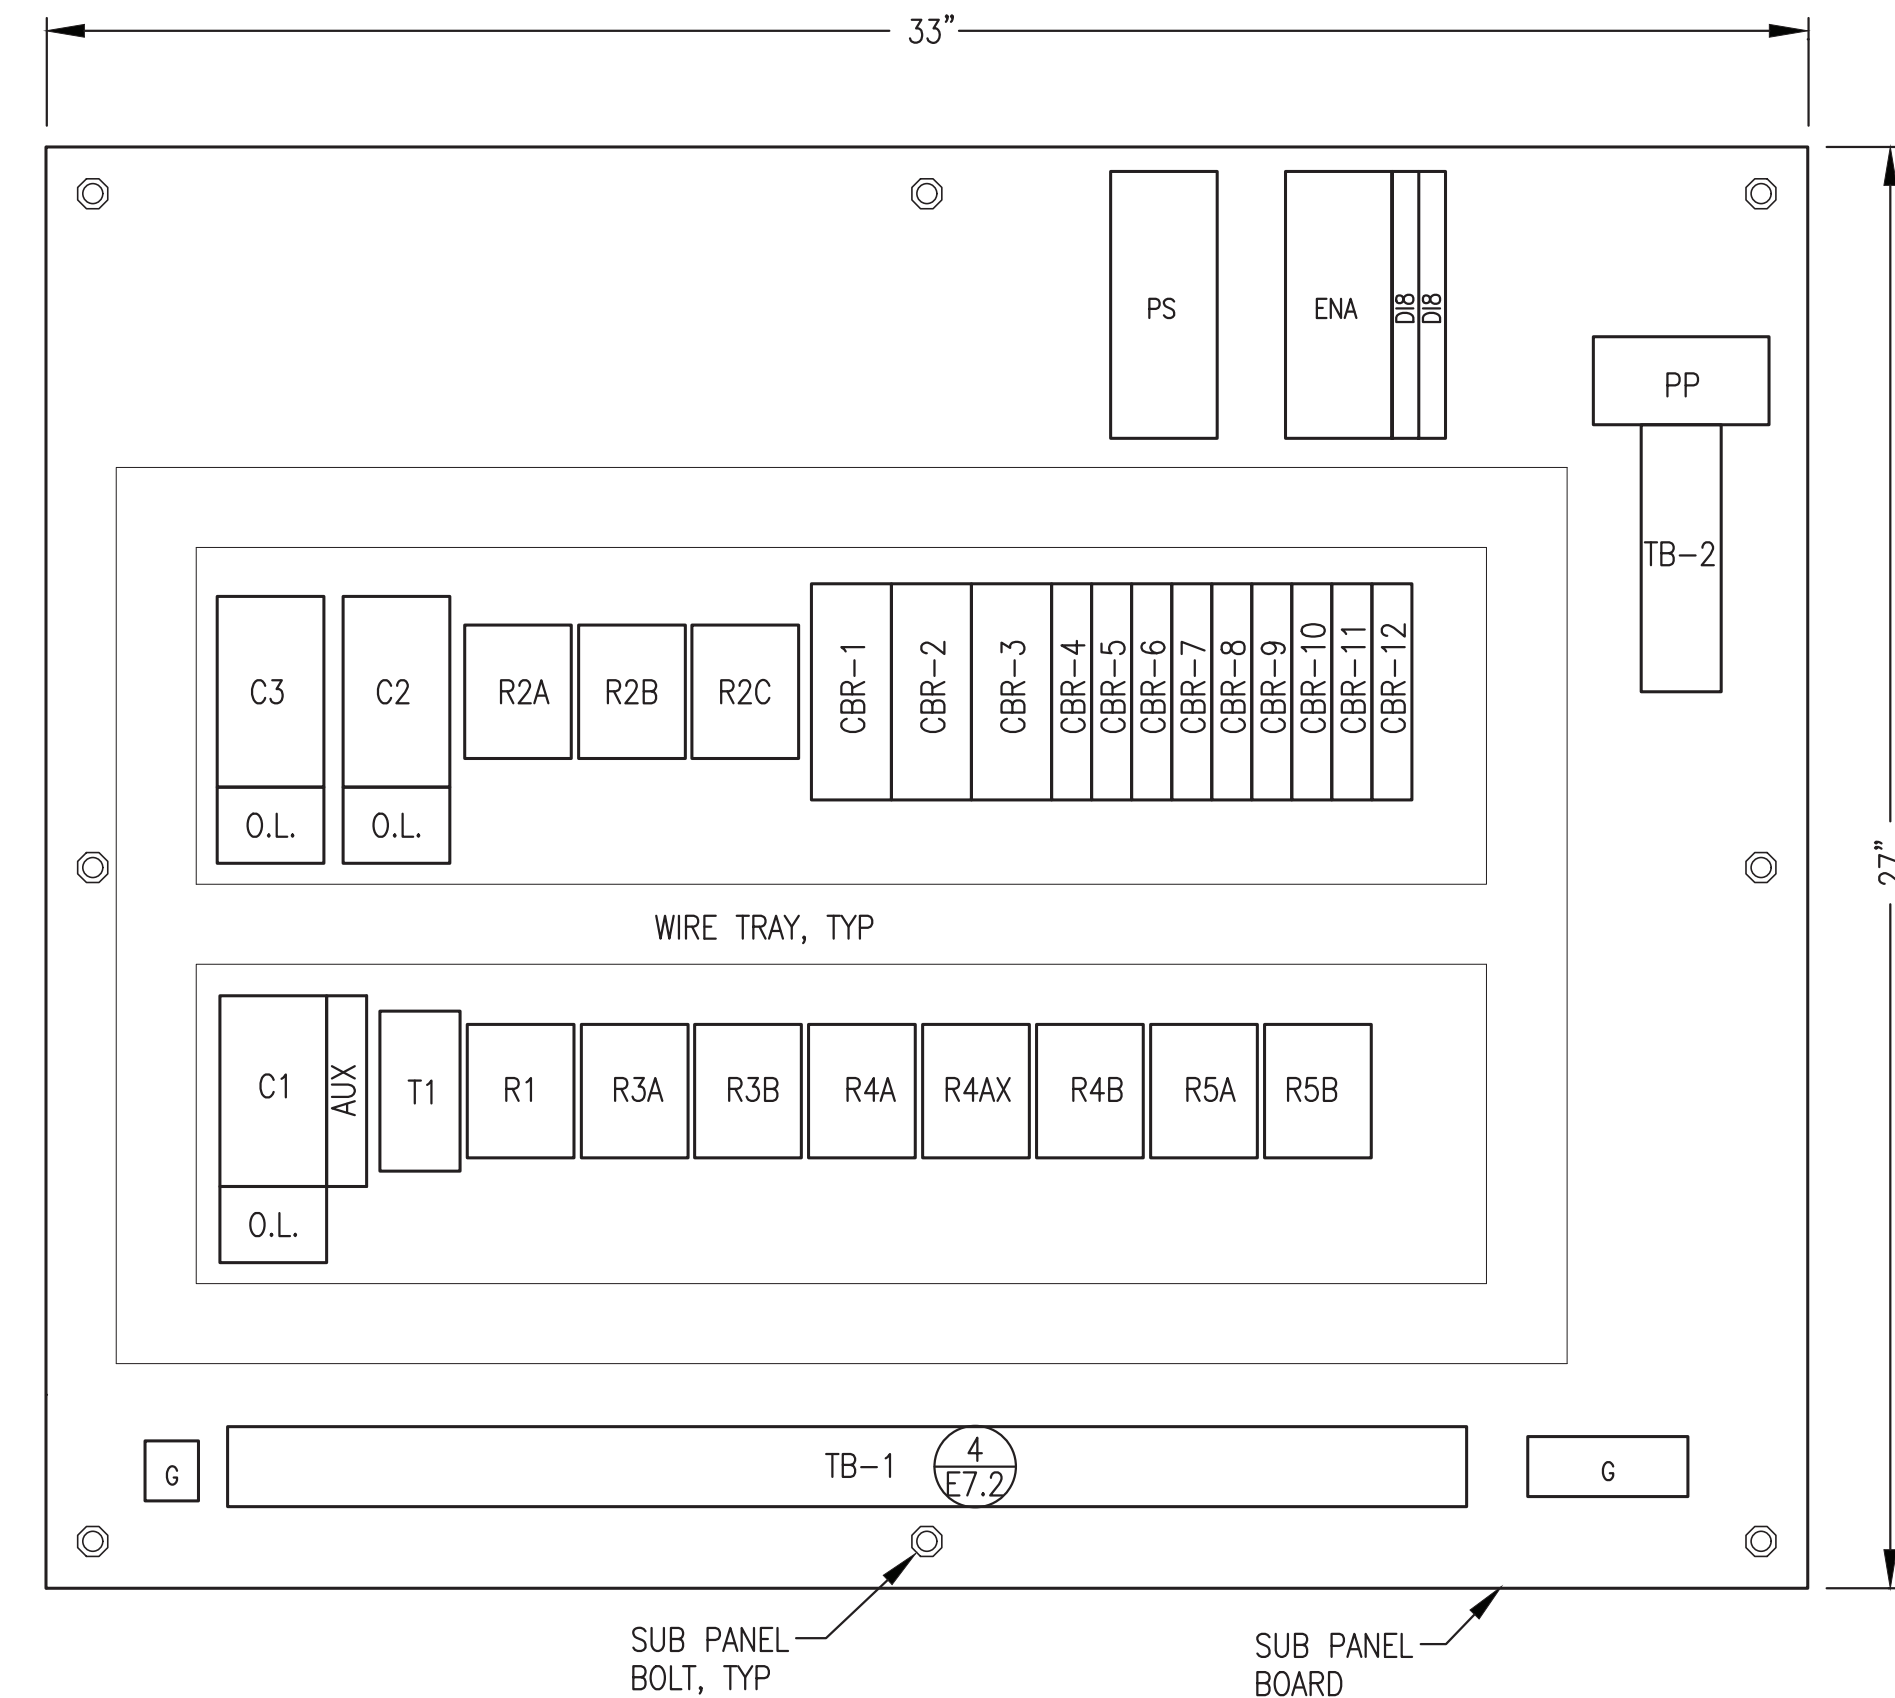 33”
PS
ENA
DI8
DI8
PP
TB-2
27”
C3
C2
R2A
R2B
R2C
CBR-1
CBR-2
CBR-3
CBR-4
CBR-5
CBR-6
CBR-7
CBR-8
CBR-9
CBR-10
CBR-11
CBR-12
O.L.
O.L.
WIRE TRAY, TYP
C1
AUX
T1
R1
R3A
R3B
R4A
R4AX
R4B
R5A
R5B
O.L.
G
TB-1
4
E7.2
G
SUB PANEL
BOLT, TYP
SUB PANEL
BOARD